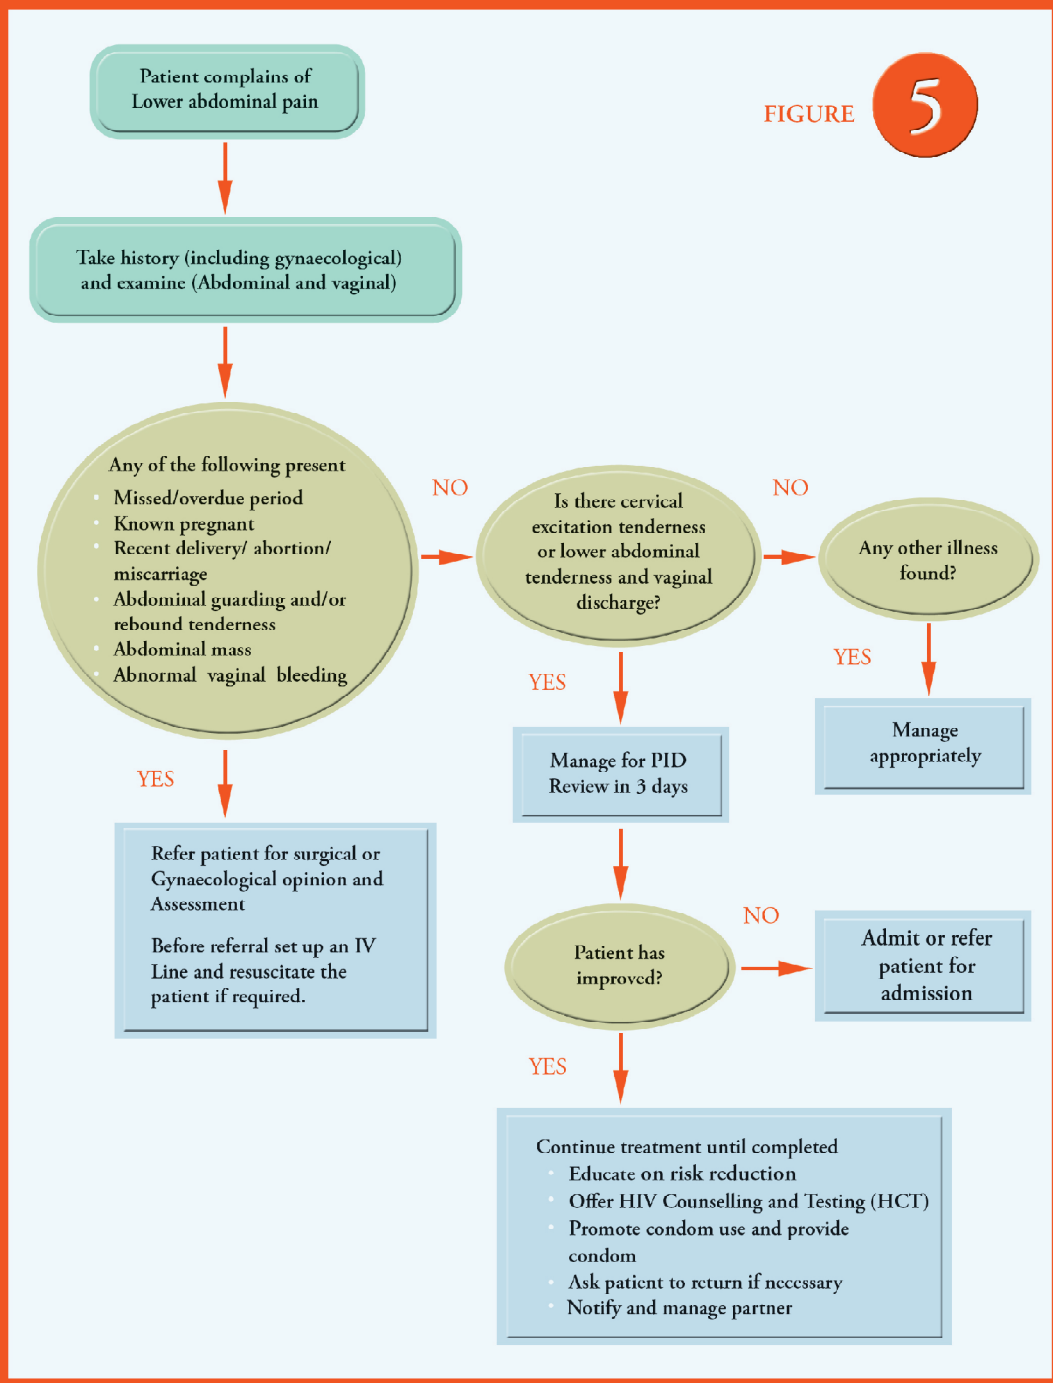 Patient complains of
Lower abdominal pain
FIGURE
5
Take history (including gynaecological)
and examine (Abdominal and vaginal)
Any of the following present
• Missed/overdue period
• Known pregnant
• Recent delivery/ abortion/
miscarriage
• Abdominal guarding and/or
rebound tenderness
• Abdominal mass
• Abnormal vaginal bleeding
NO
Is there cervical
excitation tenderness
or lower abdominal
tenderness and vaginal
discharge?
NO
Any other illness
found?
YES
Manage
appropriately
YES
Manage for PID
Review in 3 days
YES
Refer patient for surgical or
Gynaecological opinion and
Assessment
Before referral set up an IV
Line and resuscitate the
patient if required.
Patient has
improved?
NO
Admit or refer
patient for
admission
YES
Continue treatment until completed
• Educate on risk reduction
• Offer HIV Counselling and Testing (HCT)
• Promote condom use and provide
condom
• Ask patient to return if necessary
• Notify and manage partner